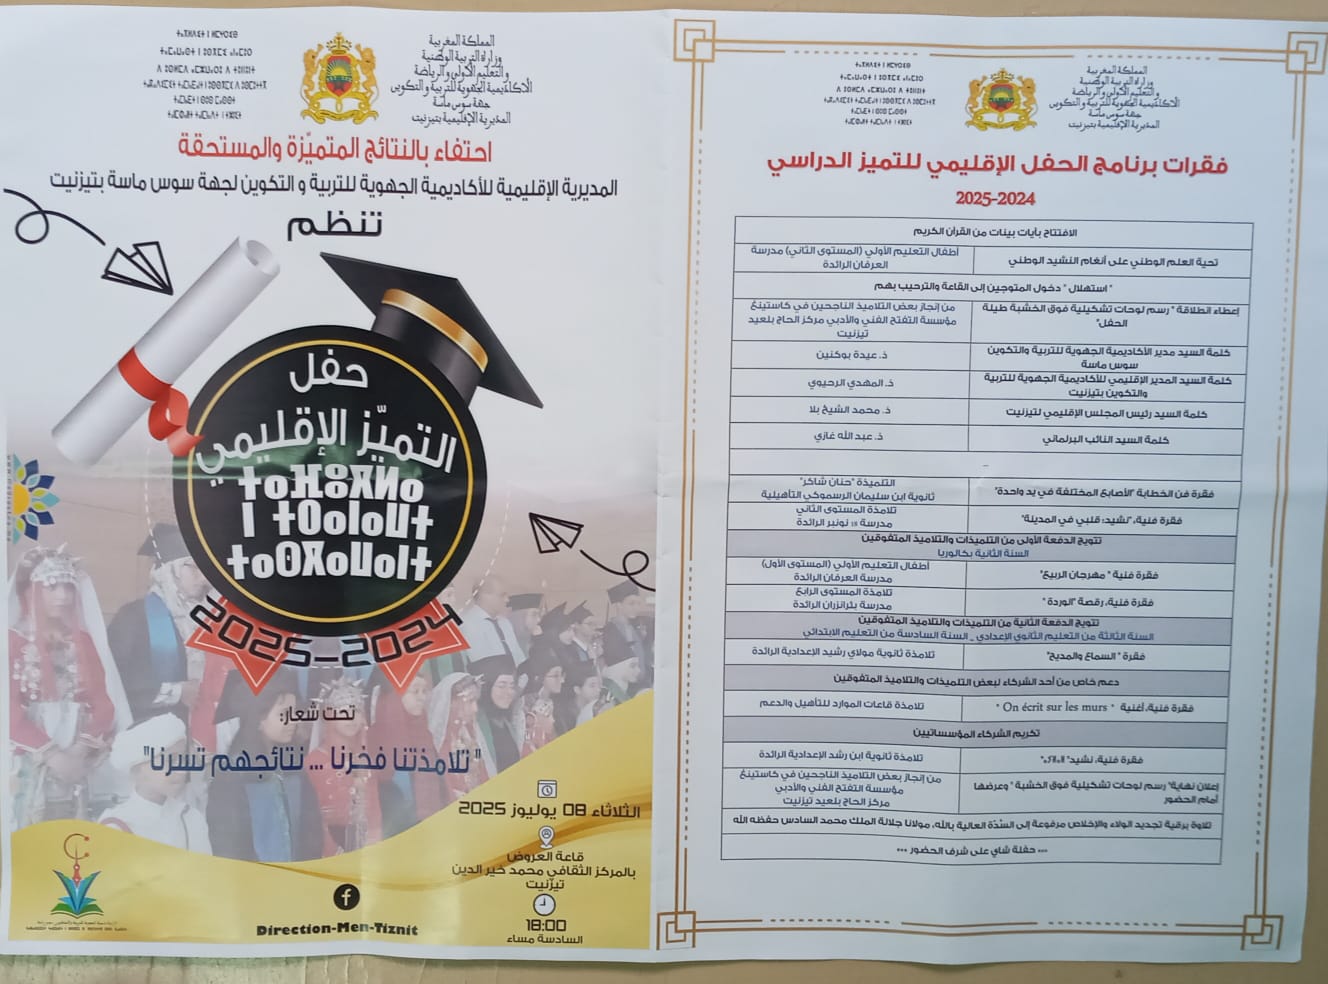 المملكة المغربية
وزارة التربية الوطنية
والتعليم الأولي والرياضة
الأكاديمية الجهوية للتربية والتكوين
جهة سوس ماسة
المديرية الإقليمية بتيزنيت
احتفاء بالنتائج المتميّزة والمستحقة
المديرية الإقليمية للأكاديمية الجهوية للتربية و التكوين لجهة سوس ماسة بتيزنيت
تنظم
حفل
التميّز الإقليمي
ⵜⴰⴼⵓⴳⵍⴰ
ⵏ ⵜⵙⴰⵏⴰⵡⵜ
ⵜⴰⵙⴳⴰⵡⴰⵏⵜ
2025-2024
تحت شعار:
"تلامذتنا فخرنا ... نتائجهم تسرنا"
الثلاثاء 08 يوليوز 2025
قاعة العروض
بالمركز الثقافي محمد خير الدين
تيزنيت
18:00
السادسة مساء
Direction-Men-Tiznit
المملكة المغربية
وزارة التربية الوطنية
والتعليم الأولي والرياضة
الأكاديمية الجهوية للتربية والتكوين
جهة سوس ماسة
المديرية الإقليمية بتيزنيت
فقرات برنامج الحفل الإقليمي للتميز الدراسي
2025-2024
الافتتاح بآيات بينات من القرآن الكريم
تحية العلم الوطني على أنغام النشيد الوطني
أطفال التعليم الأولي (المستوى الثاني) مدرسة
العرفان الرائدة
" استهلال " دخول المتوجين إلى القاعة والترحيب بهم
إعطاء انطلاقة " رسم لوحات تشكيلية فوق الخشبة طيلة
الحفل"
من إنجاز بعض التلاميذ الناجحين في كاستينغ
مؤسسة التفتح الفني والأدبي مركز الحاج بلعيد
تيزنيت
كلمة السيد مدير الأكاديمية الجهوية للتربية والتكوين
سوس ماسة
ذ. عيدة بوكنين
كلمة السيد المدير الإقليمي للأكاديمية الجهوية للتربية
والتكوين بتيزنيت
ذ. المهدي الرحيوي
كلمة السيد رئيس المجلس الإقليمي لتيزنيت
ذ. محمد الشيخ بلا
كلمة السيد النائب البرلماني
ذ. عبد الله غازي
فقرة فن الخطابة "الأصابع المختلفة في يد واحدة"
التلميذة "حنان شاكر"
ثانوية ابن سليمان الرسموكي التأهيلية
فقرة فنية، "نشيد: قلبي في المدينة"
تلامذة المستوى الثاني
مدرسة 18 نونبر الرائدة
تتويج الدفعة الأولى من التلميذات والتلاميذ المتفوقين
السنة الثانية بكالوريا
فقرة فنية " مهرجان الربيع"
أطفال التعليم الأولي (المستوى الأول)
مدرسة العرفان الرائدة
فقرة فنية، رقصة "الوردة "
تلامذة المستوى الرابع
مدرسة بئرانزران الرائدة
تتويج الدفعة الثانية من التلميذات والتلاميذ المتفوقين
السنة الثالثة من التعليم الثانوي الإعدادي _ السنة السادسة من التعليم الابتدائي
فقرة " السماع والمديح"
تلامذة ثانوية مولاي رشيد الإعدادية الرائدة
دعم خاص من أحد الشركاء لبعض التلميذات والتلاميذ المتفوقين
فقرة فنية، أغنية " On écrit sur les murs "
تلامذة قاعات الموارد للتأهيل والدعم
تكريم الشركاء المؤسساتيين
فقرة فنية، نشيد"
تلامذة ثانوية ابن رشد الإعدادية الرائدة
إعلان نهاية" رسم لوحات تشكيلية فوق الخشبة " وعرضها
أمام الحضور
من إنجاز بعض التلاميذ الناجحين في كاستينغ
مؤسسة التفتح الفني والأدبي
مركز الحاج بلعيد تيزنيت
تلاوة برقية تجديد الولاء والإخلاص مرفوعة إلى السُدّة العالية بالله، مولانا جلالة الملك محمد السادس حفظه الله
*** حفلة شاي على شرف الحضور ***